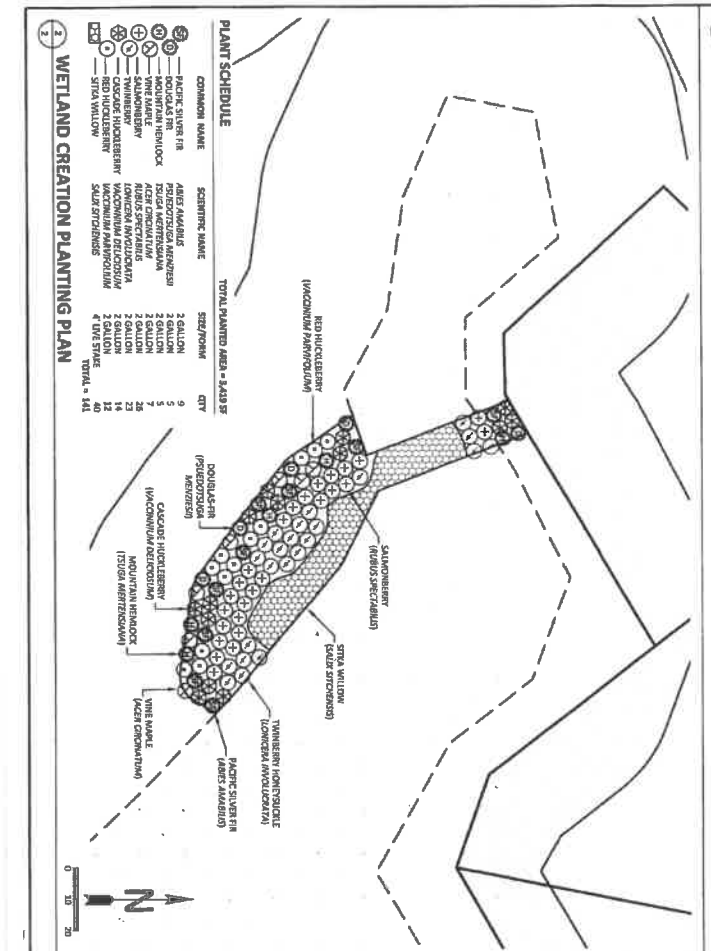 PLANT SCHEDULE
TOTAL PLANTED AREA = 3,419 SF
COMMON NAME SCIENTIFIC NAME SIZE/FORM QTY
PACIFIC SILVER FIR ABIES AMABILIS 2 GALLON 9
DOUGLAS FIR PSUEDOTSUGA MENZIESII 2 GALLON 5
MOUNTAIN HEMLOCK TSUGA MERTENSIANA 2 GALLON 5
VINE MAPLE ACER CIRCINATUM 2 GALLON 7
SALMONBERRY RUBUS SPECTABILIS 2 GALLON 26
TWINBERRY LONICERA INVOLUCRATA 2 GALLON 23
CASCADE HUCKLEBERRY VACCINNIUM DELICIOSUM 2 GALLON 14
RED HUCKLEBERRY VACCINIUM PARVIFOLIUM 2 GALLON 12
SITKA WILLOW SALIX SITCHENSIS 4' LIVE STAKE 40
TOTAL = 141
RED HUCKLEBERRY
(VACCINIUM PARVIFOLIUM)
SALMONBERRY
(RUBUS SPECTABILIS)
SITKA WILLOW
(SALIX SITCHENSIS)
TWINBERRY HONEYSUCKLE
(LONICERA INVOLUCRATA)
PACIFIC SILVER FIR
(ABIES AMABILIS)
DOUGLAS-FIR
(PSUEDOTSUGA
MENZIESII)
CASCADE HUCKLEBERRY
(VACCINNIUM DELICIOSUM)
MOUNTAIN HEMLOCK
(TSUGA MERTENSIANA)
VINE MAPLE
(ACER CIRCINATUM)
N
0 10 20
2
2
WETLAND CREATION PLANTING PLAN